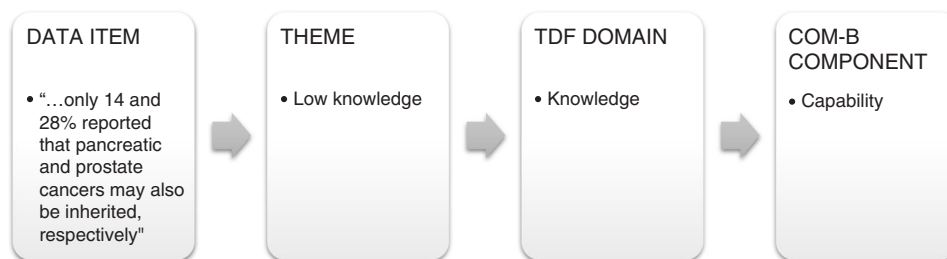 DATA ITEM
• “…only 14 and
28% reported
that pancreatic
and prostate
cancers may also
be inherited,
respectively"
THEME
• Low knowledge
TDF DOMAIN
• Knowledge
COM-B
COMPONENT
• Capability